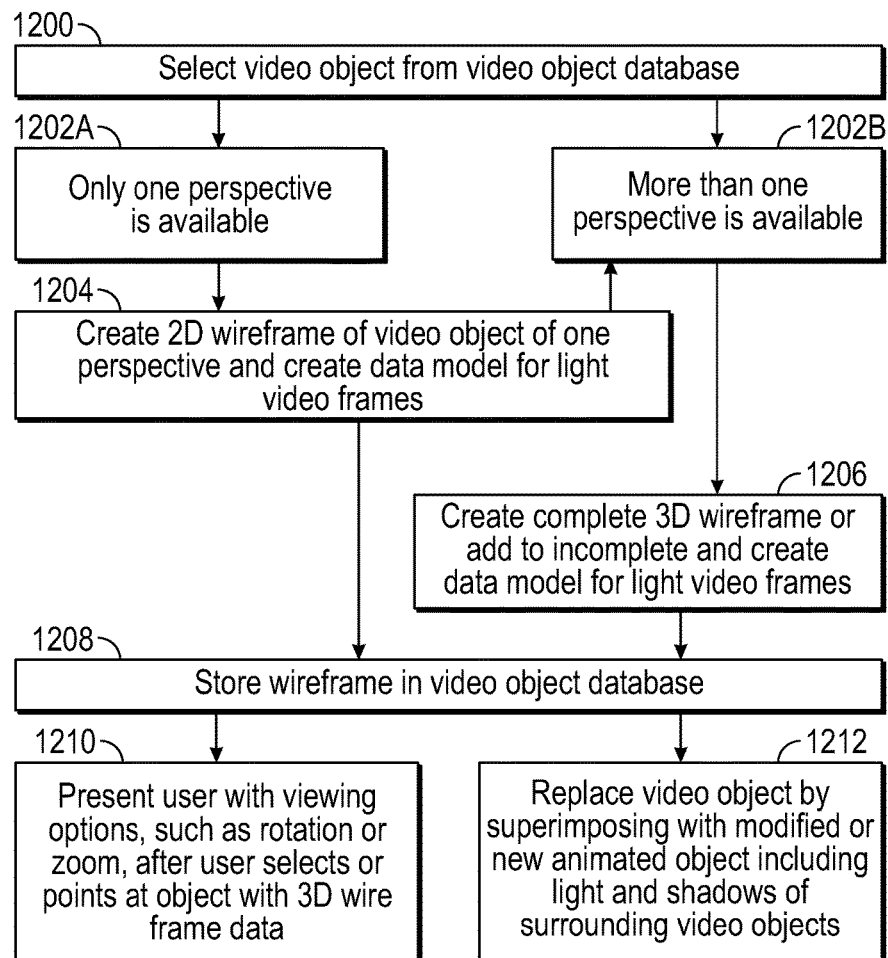 1200
Select video object from video object database
1202A
1202B
Only one perspective
is available
More than one
perspective is available
1204
Create 2D wireframe of video object of one
perspective and create data model for light
video frames
1206
Create complete 3D wireframe or
add to incomplete and create
data model for light video frames
1208
Store wireframe in video object database
1210
1212
Present user with viewing
options, such as rotation or
zoom, after user selects or
points at object with 3D wire
frame data
Replace video object by
superimposing with modified or
new animated object including
light and shadows of
surrounding video objects